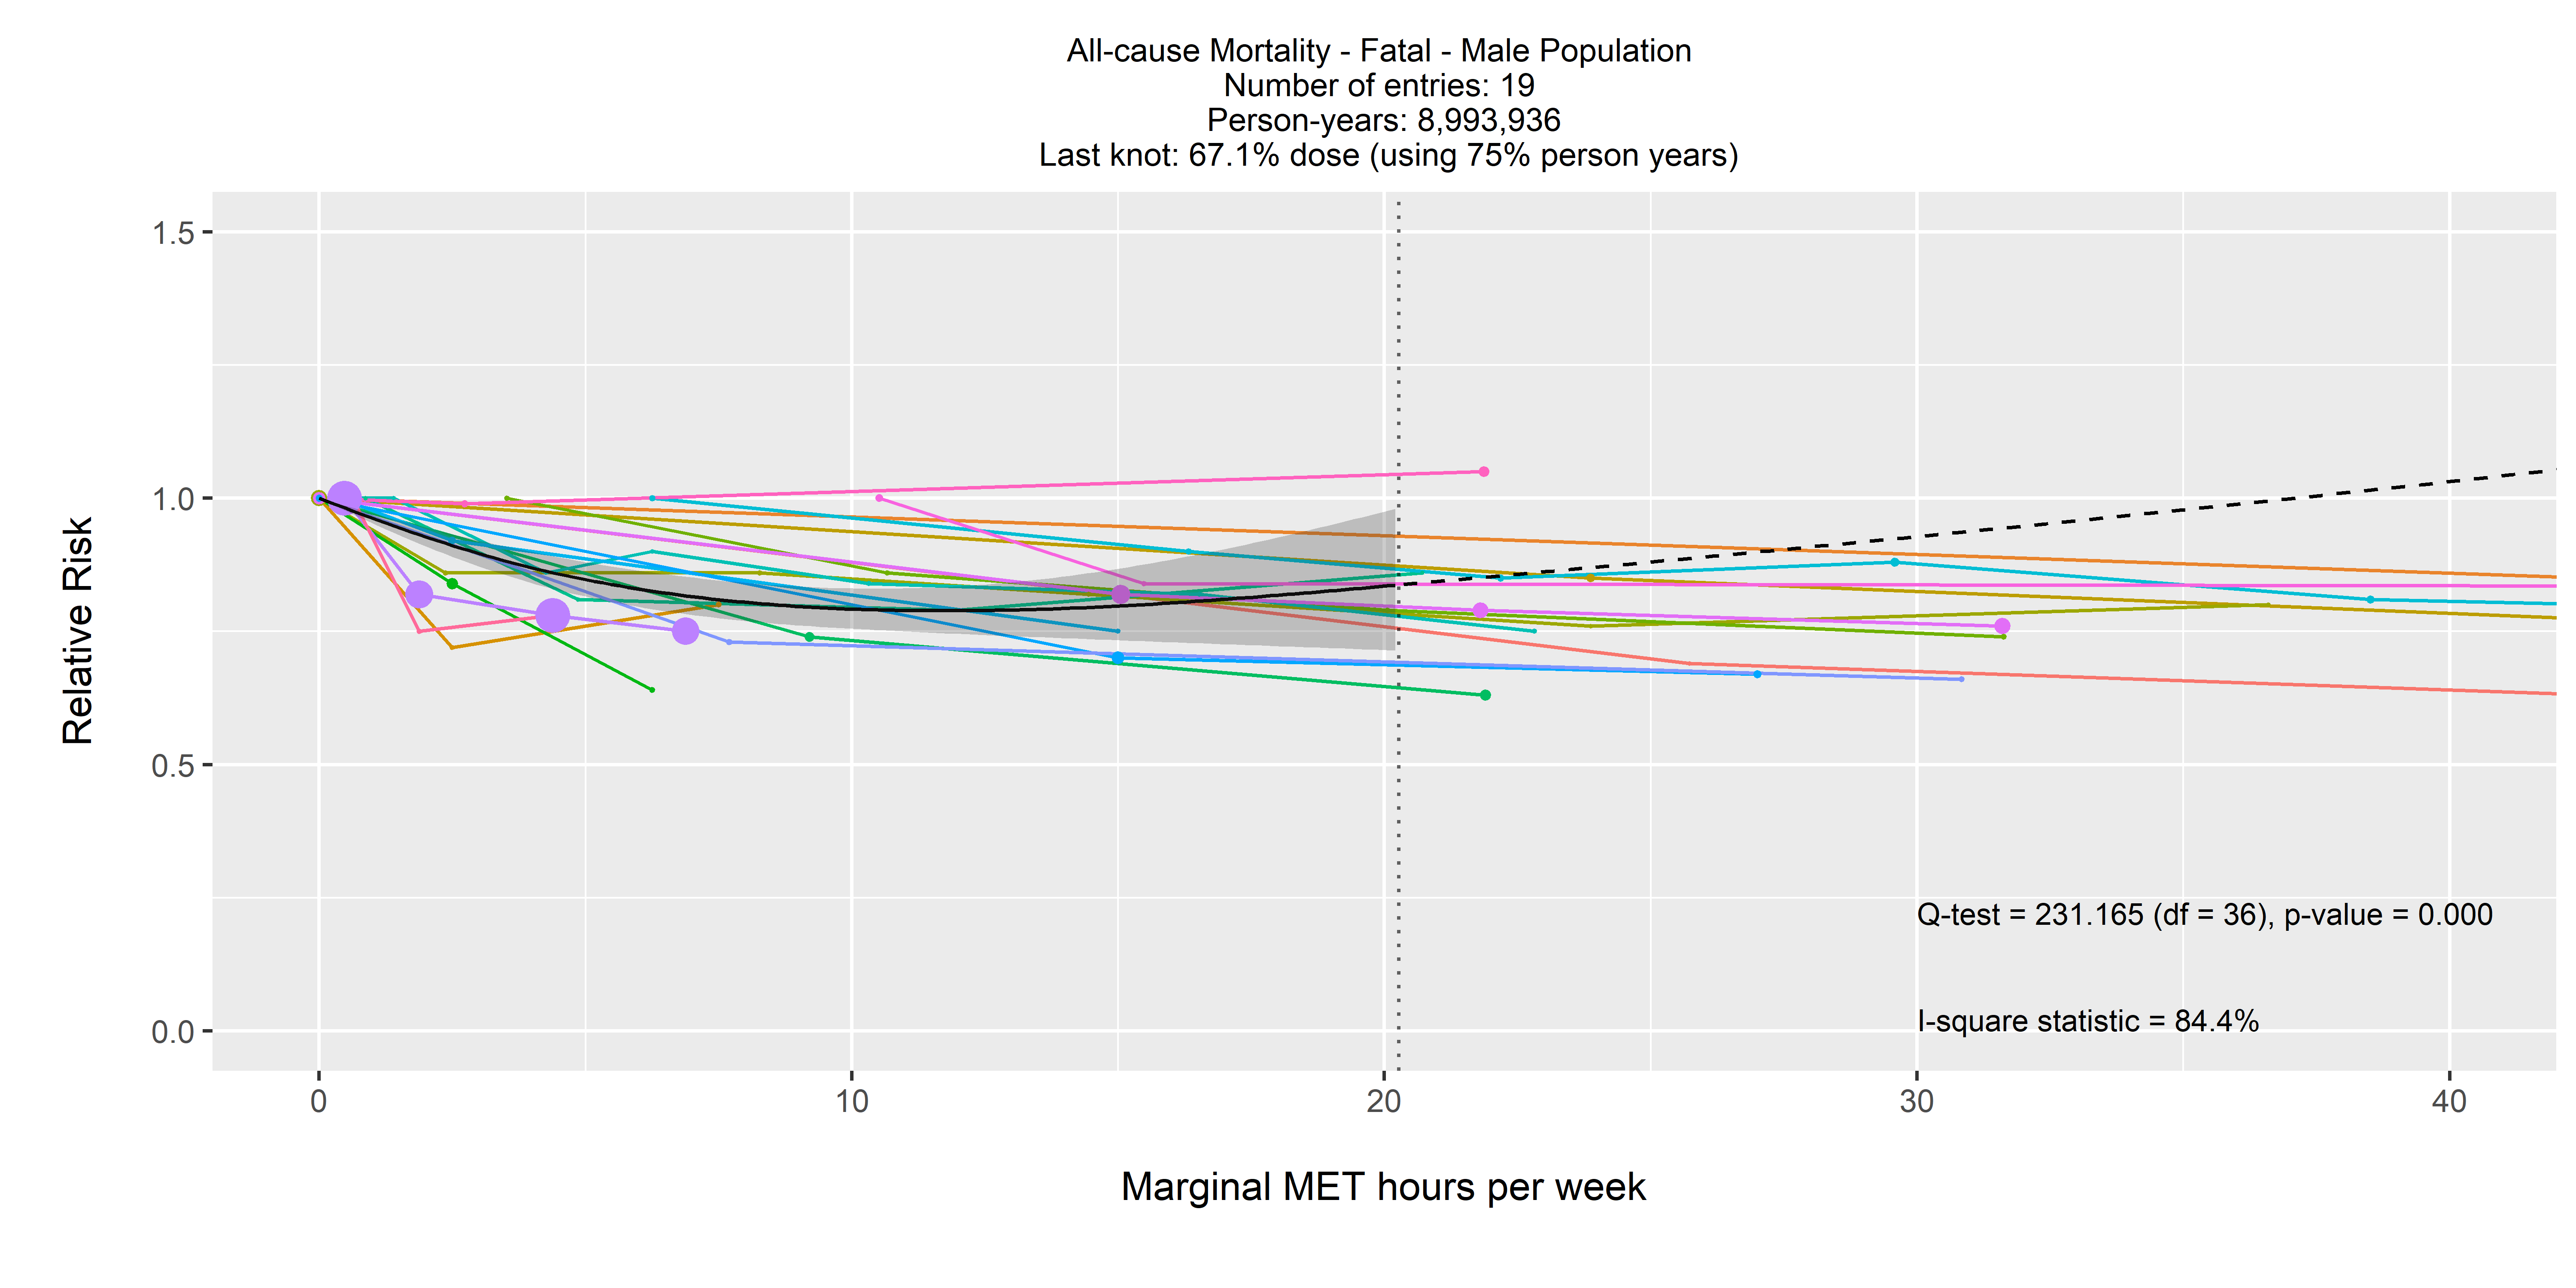 All-cause Mortality - Fatal - Male Population
Number of entries: 19
Person-years: 8,993,936
Last knot: 67.1% dose (using 75% person years)
1.5
1.0
0.5
0.0
Relative Risk
Q-test = 231.165 (df = 36), p-value = 0.000
I-square statistic = 84.4%
0 10 20 30 40
Marginal MET hours per week